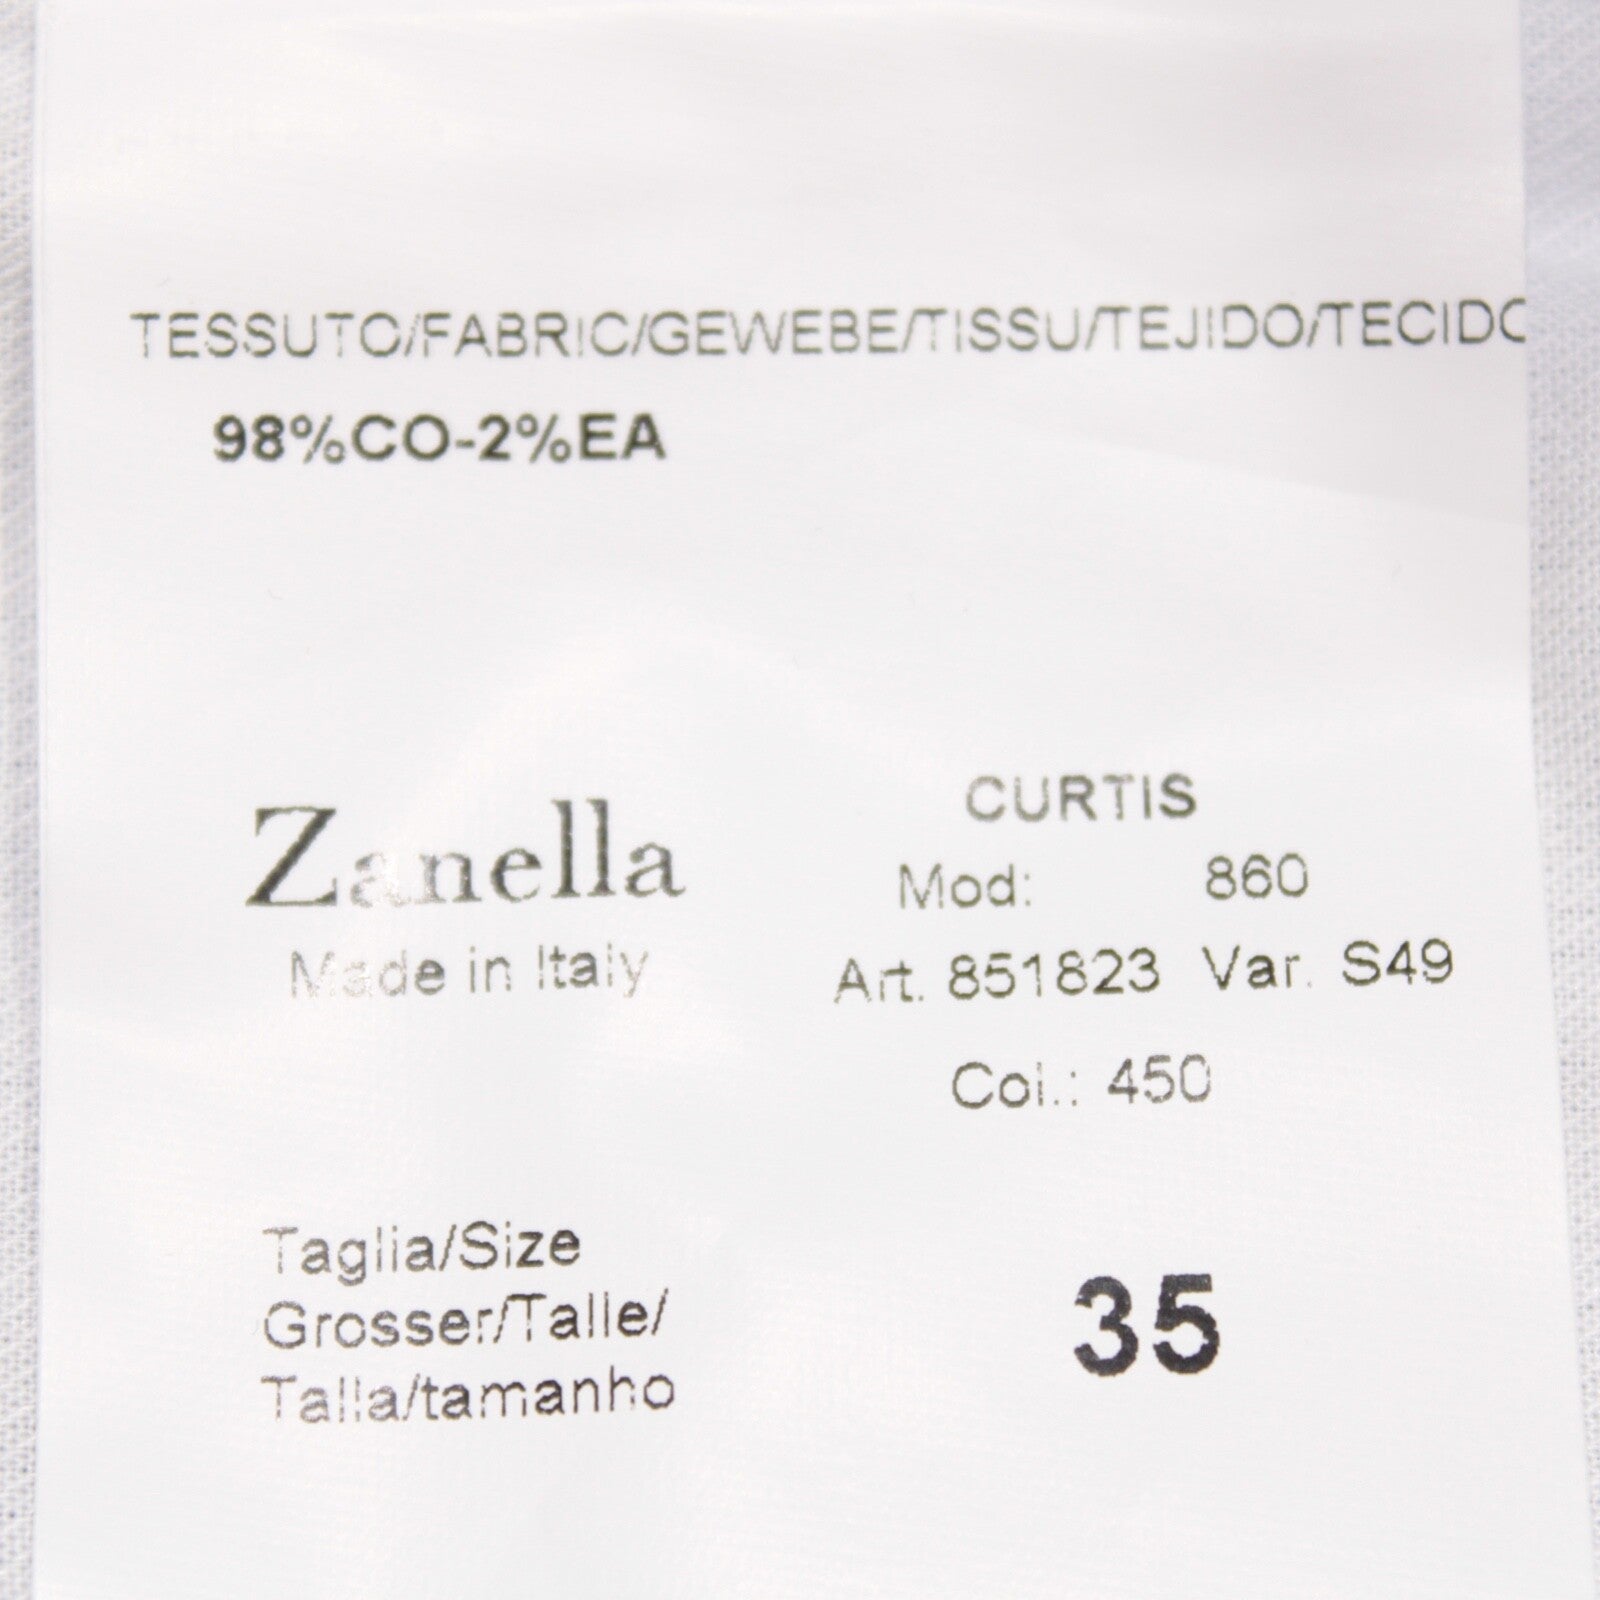 TESSUTO/FABRIC/GEWEBE/TISSU/TEJIDO/TECIDO
98%CO-2%EA
Zanella
Made in Italy
CURTIS
Mod: 860
Art. 851823 Var. S49
Col.: 450
Taglia/Size
Grosser/Talle/
Talla/tamanho
35